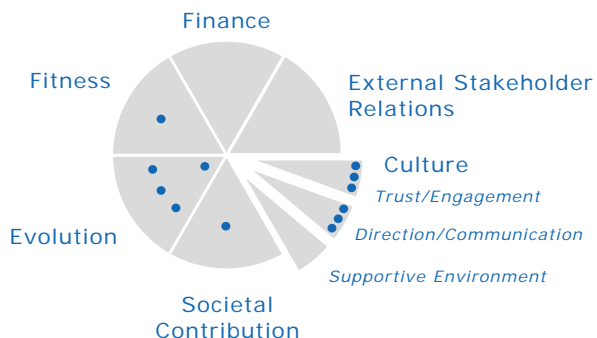 Finance
Fitness
External Stakeholder
Relations
Culture
Trust/Engagement
Direction/Communication
Evolution
Supportive Environment
Societal
Contribution